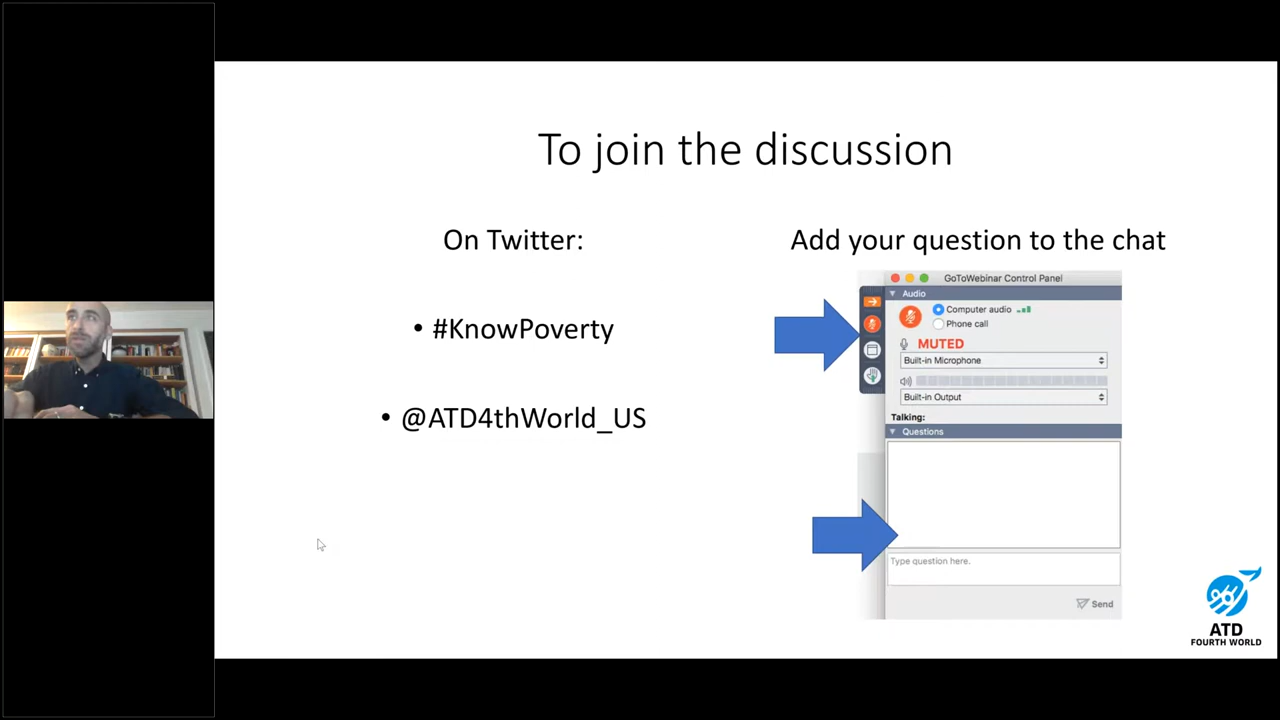 To join the discussion
On Twitter:
• #KnowPoverty
• @ATD4thWorld_US
Add your question to the chat
GoToWebinar Control Panel
Audio
Computer audio
Phone call
MUTED
Built-in Microphone
Built-in Output
Talking:
Questions
Type question here.
Send
ATD
FOURTH WORLD